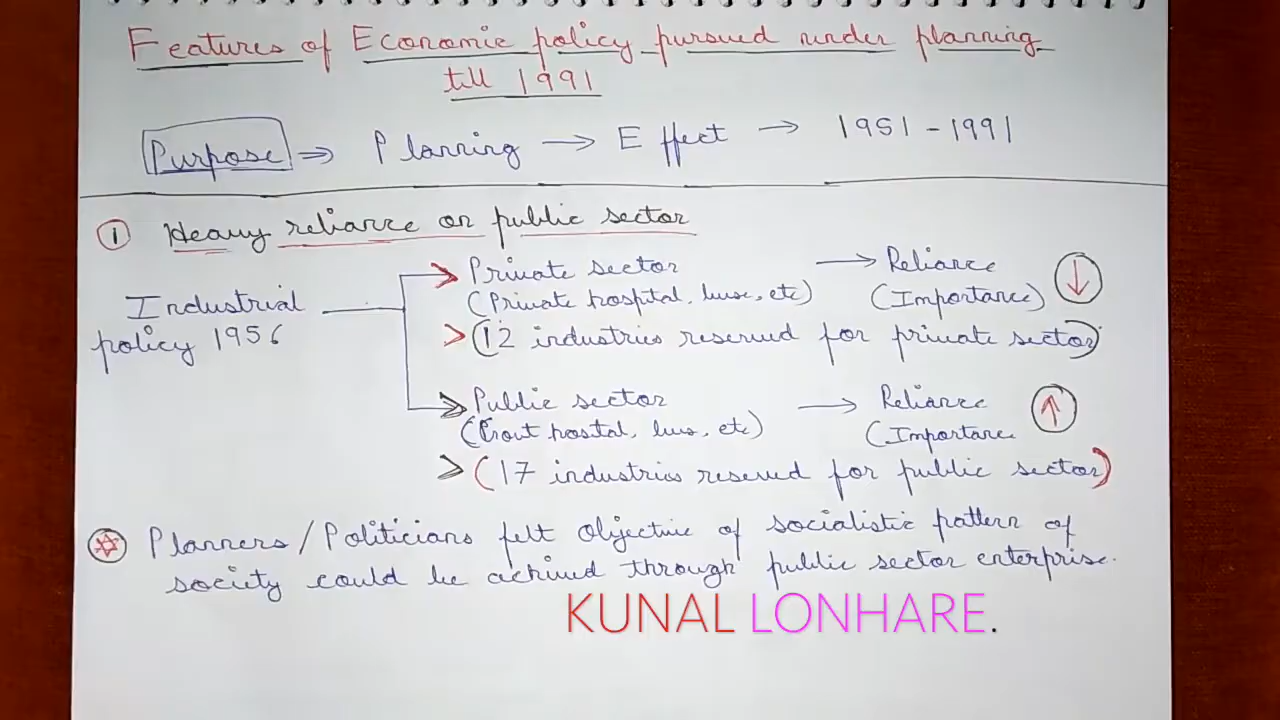 Features of Economic policy pursued under planning
till 1991
Purpose ⇒ Planning → Effect → 1951 - 1991
① Heavy reliance on public sector
Industrial
policy 1956
> Private sector → Reliance ↓
(Private hospital, buse, etc) (Importance)
> (12 industries reserved for private sector)
> Public sector → Reliance ↑
(Govt hospital, bus, etc) (Importance
> (17 industries reserved for public sector)
Planners/Politicians felt objective of socialistic pattern of
society could be achived through public sector enterprise.
KUNAL LONHARE.